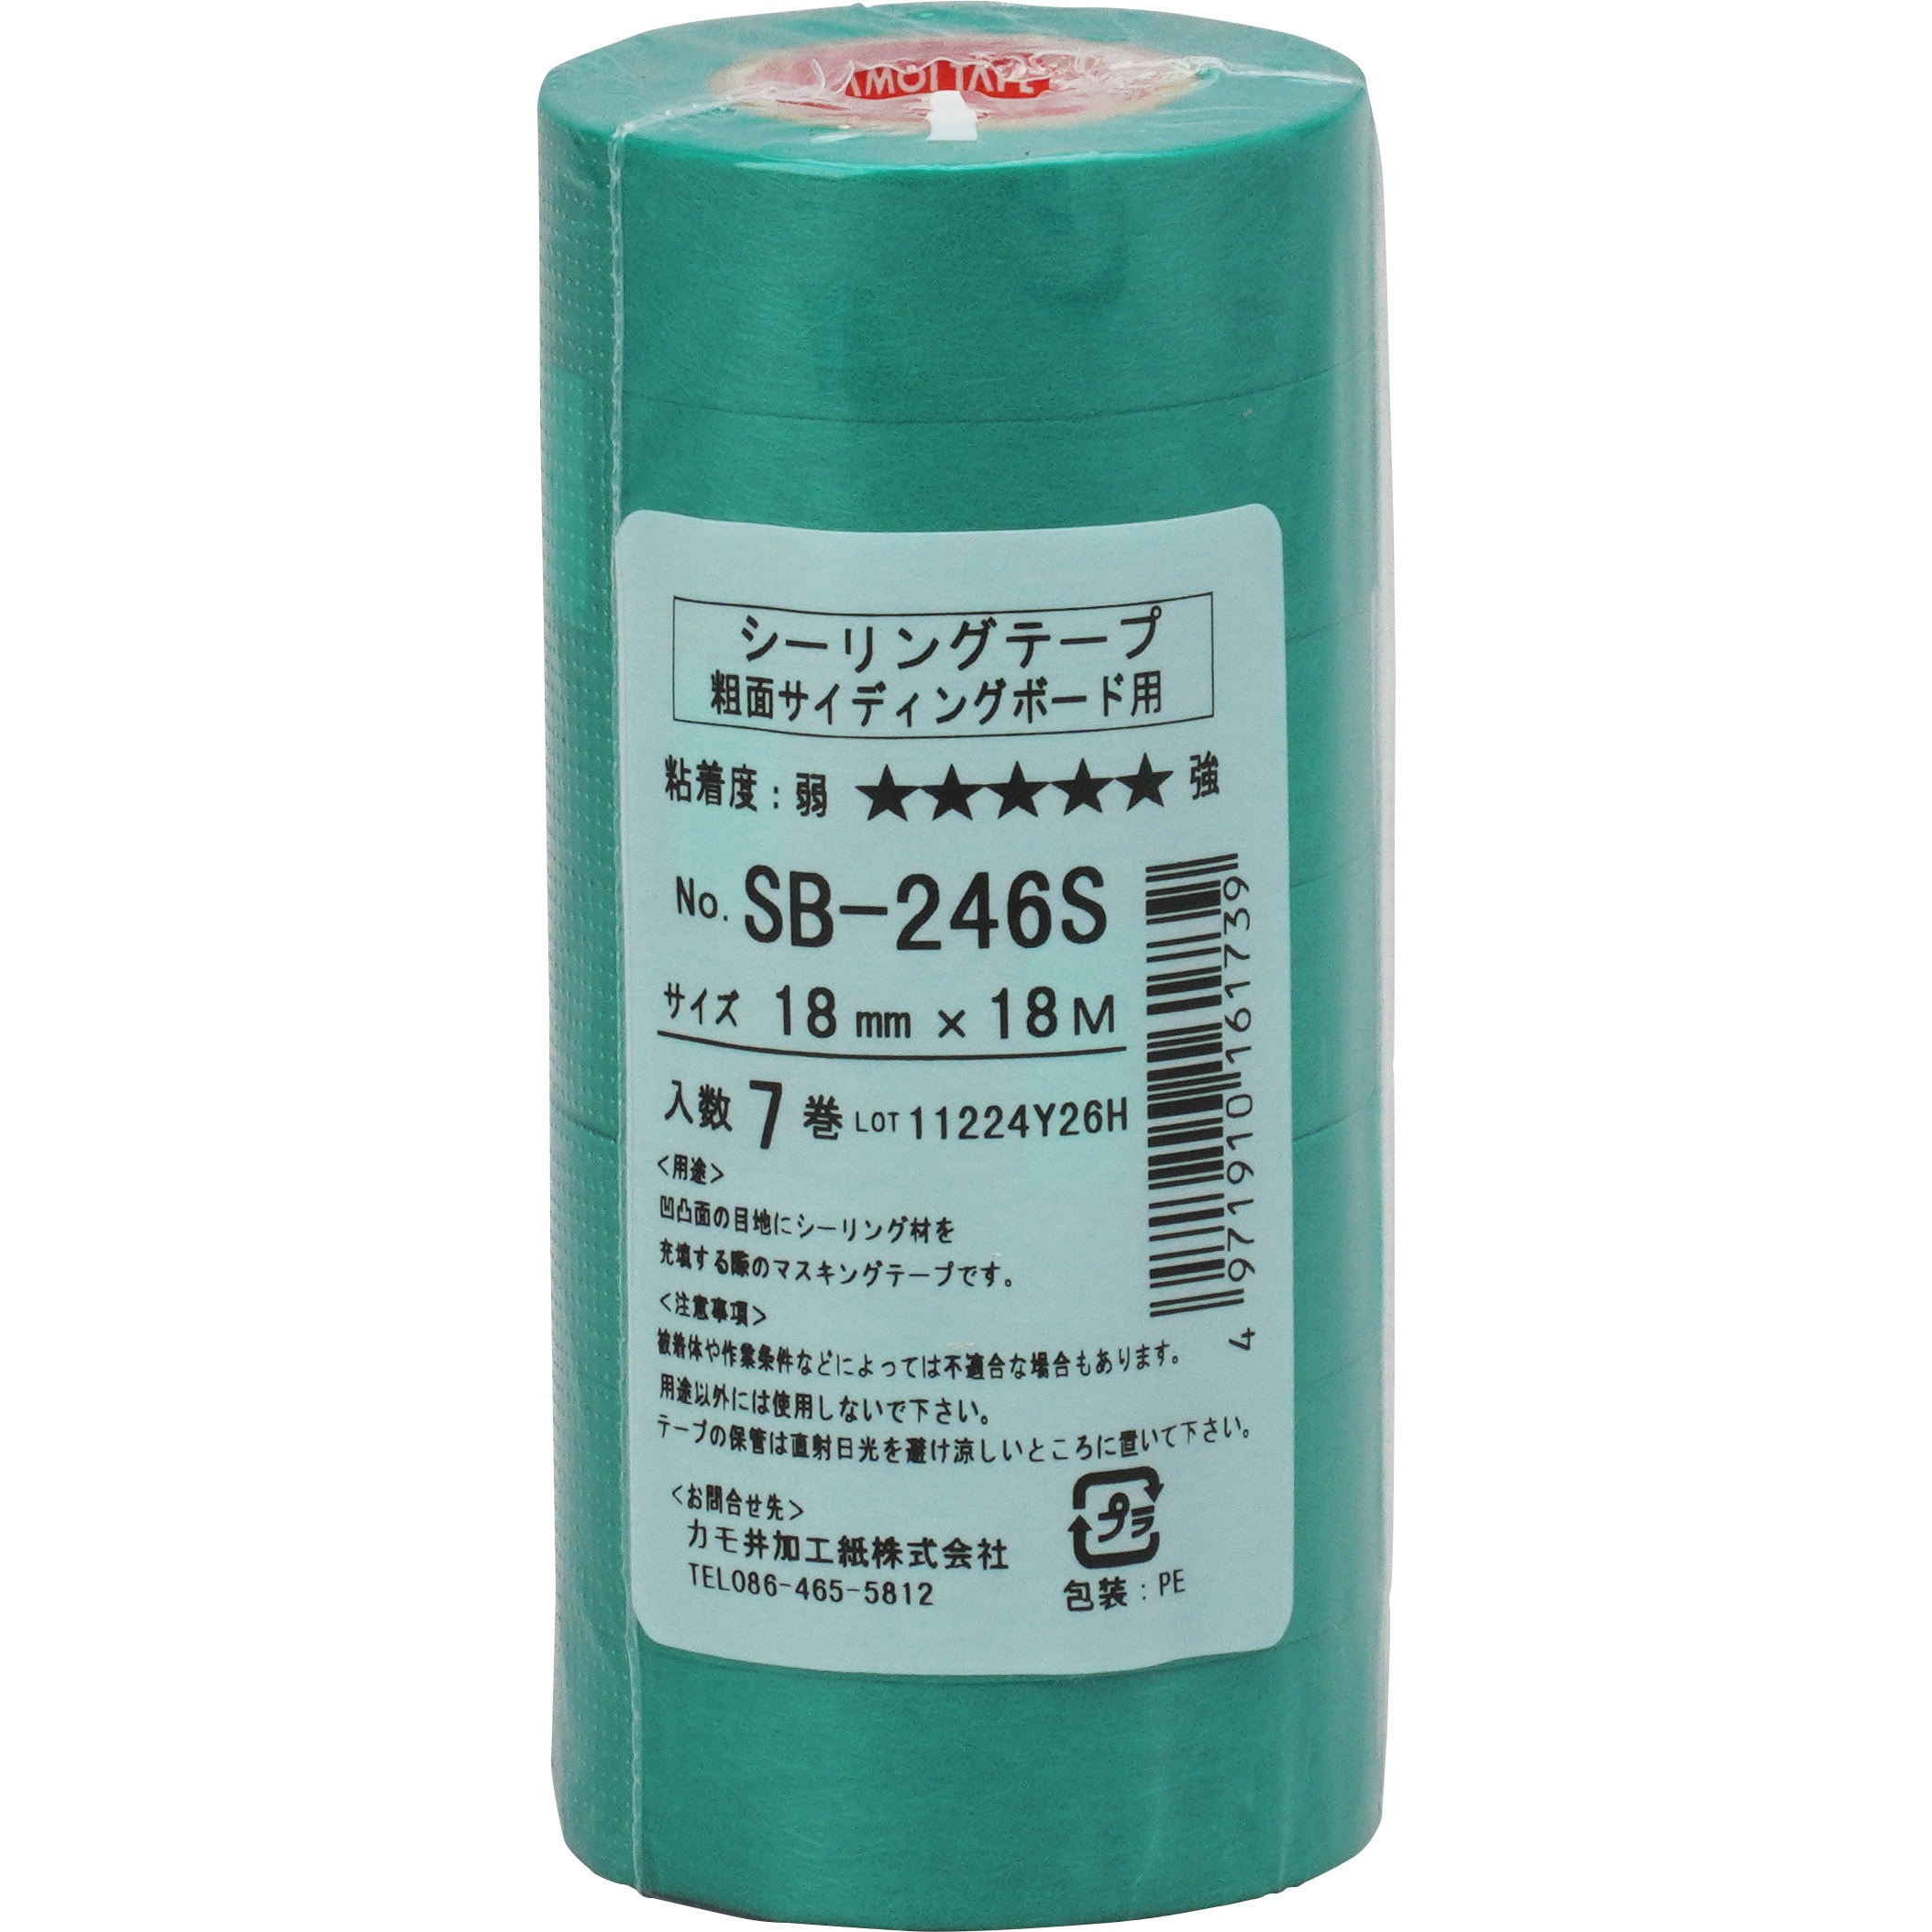 AMOI TAPE
シーリングテープ
粗面サイディングボード用
粘着度：弱 ★★★★★ 強
No. SB-246S
サイズ 18mm × 18M
入数 7巻 LOT 11224Y26H
<用途>
凹凸面の目地にシーリング材を
充填する際のマスキングテープです。
<注意事項>
被着体や作業条件などによっては不適合な場合もあります。
用途以外には使用しないで下さい。
テープの保管は直射日光を避け涼しいところに置いて下さい。
<お問合せ先>
カモ井加工紙株式会社
TEL086-465-5812
プラ
包装：PE
4971910161739